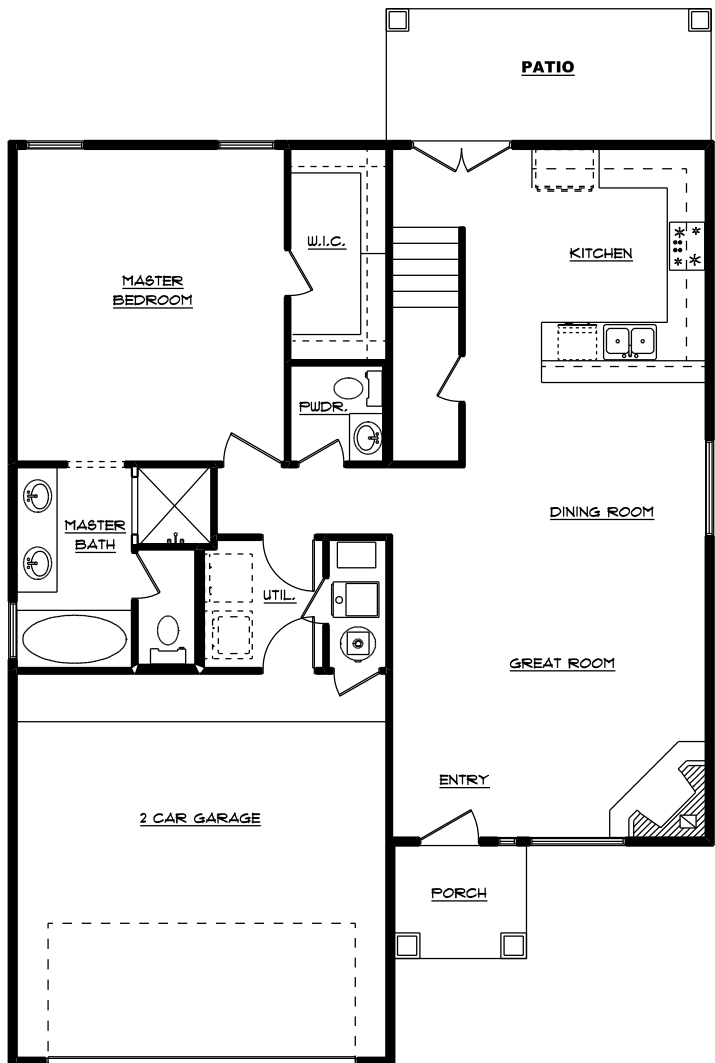 PATIO
KITCHEN
W.I.C.
MASTER
BEDROOM
PWDR.
DINING ROOM
MASTER
BATH
UTIL.
GREAT ROOM
ENTRY
2 CAR GARAGE
PORCH